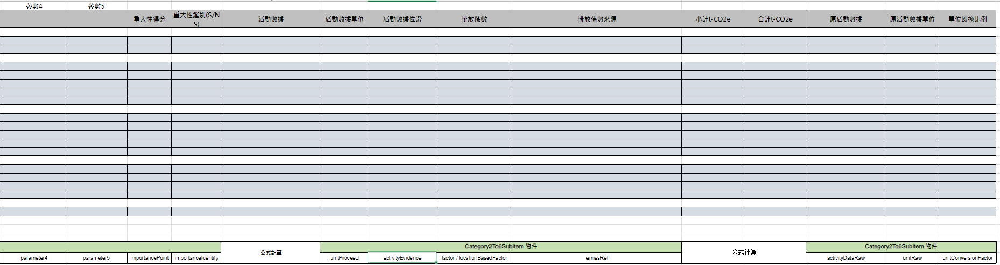 參數4 參數5
重大性得分 重大性鑑別(S/N
S) 活動數據 活動數據單位 活動數據佐證 排放係數 排放係數來源 小計t-CO2e 合計t-CO2e 原活動數據 原活動數據單位 單位轉換比例
公式計算 Category2To6SubItem 物件 公式計算 Category2To6SubItem 物件
parameter4 parameter5 importancePoint importanceIdentify unitProceed activityEvidence factor / locationBasedFactor emissRef activityDataRaw unitRaw unitConversionFactor